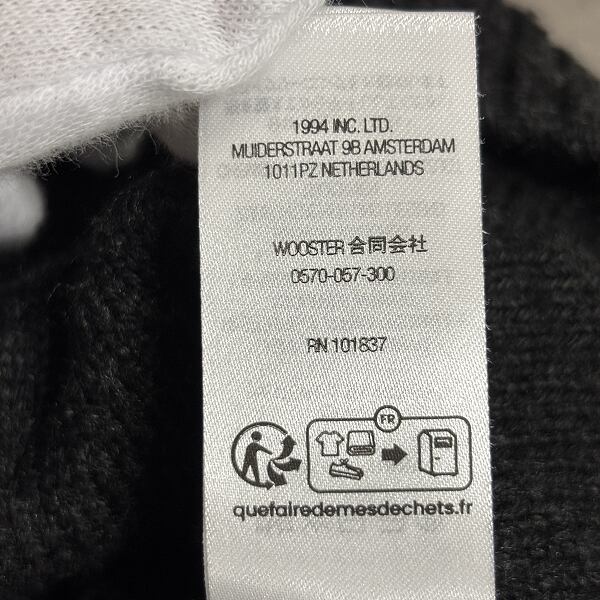 1994 INC. LTD.
MUIDERSTRAAT 9B AMSTERDAM
1011PZ NETHERLANDS
WOOSTER 合同会社
0570-057-300
RN 101837
FR
quefairedemesdechets.fr